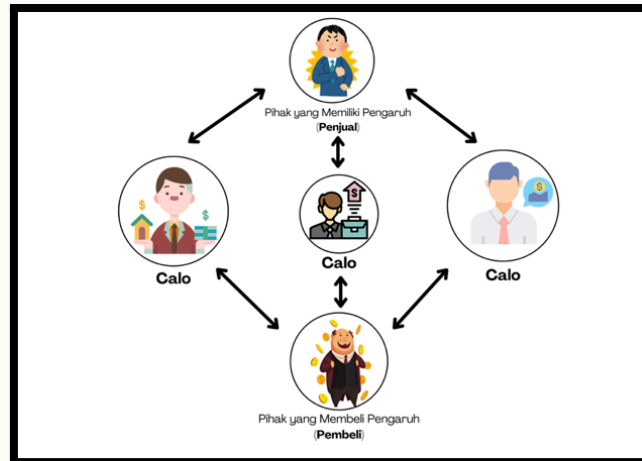 Pihak yang Memiliki Pengaruh
(Penjual)
Calo
Calo
Calo
Pihak yang Membeli Pengaruh
(Pembeli)